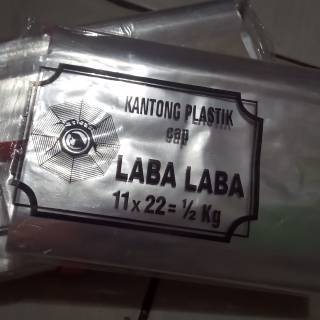 KANTONG PLASTIK
cap
LABA LABA
11 x 22 = ½ Kg